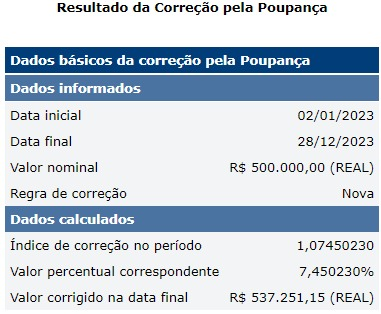 Resultado da Correção pela Poupança
Dados básicos da correção pela Poupança
Dados informados
Data inicial 02/01/2023
Data final 28/12/2023
Valor nominal R$ 500.000,00 (REAL)
Regra de correção Nova
Dados calculados
Índice de correção no período 1,07450230
Valor percentual correspondente 7,450230%
Valor corrigido na data final R$ 537.251,15 (REAL)